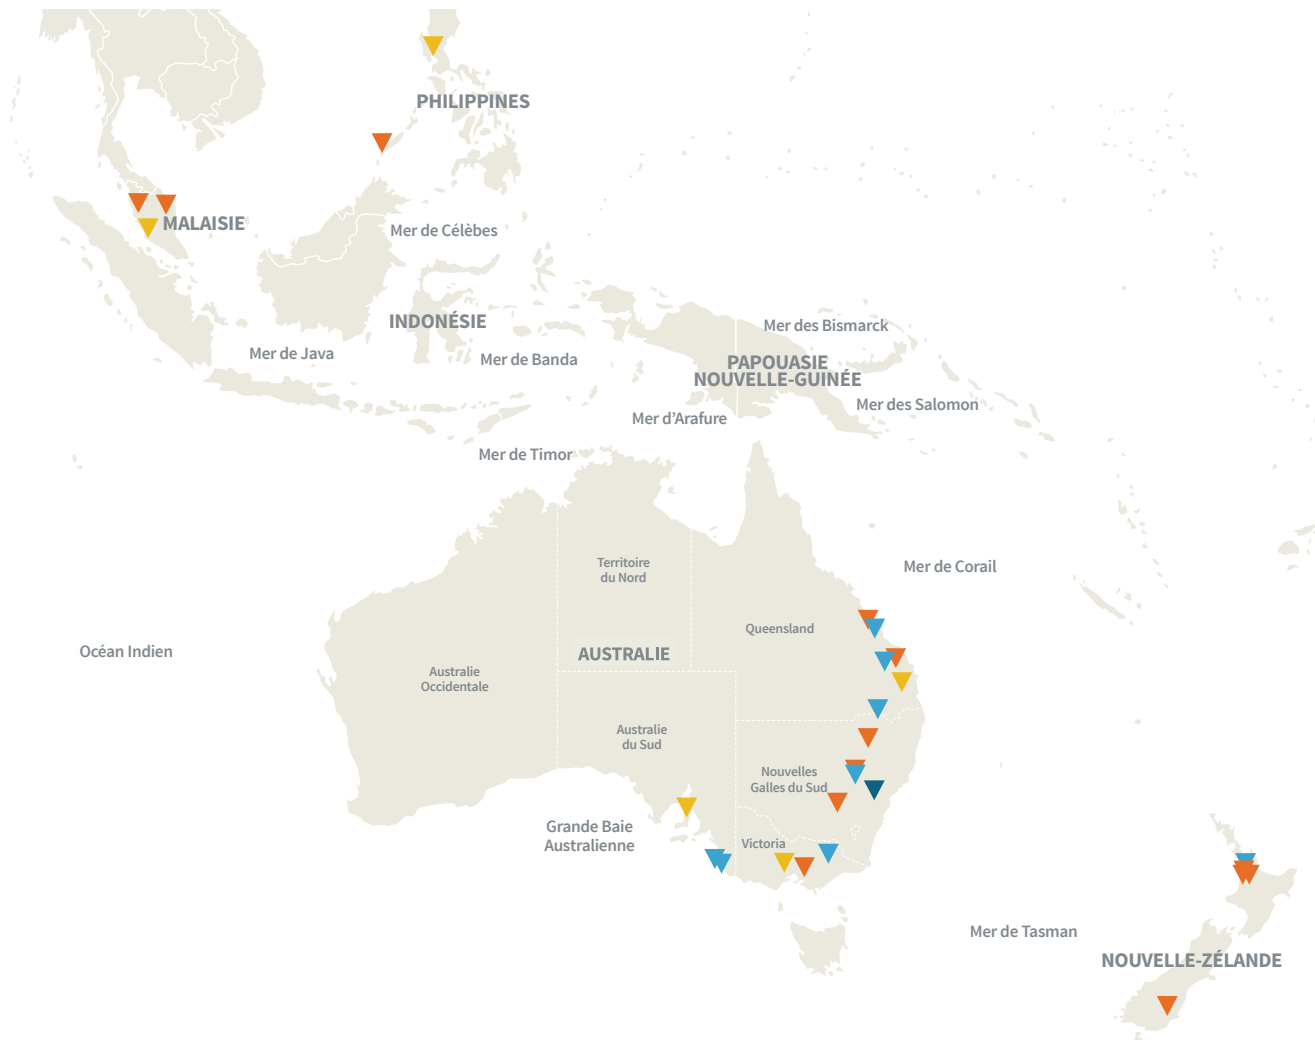 PHILIPPINES
MALAISIE
Mer de Célèbes
INDONÉSIE
Mer des Bismarck
Mer de Java
Mer de Banda
PAPOUASIE
NOUVELLE-GUINÉE
Mer des Salomon
Mer d’Arafure
Mer de Timor
Territoire
du Nord
Mer de Corail
Queensland
Océan Indien
AUSTRALIE
Australie
Occidentale
Australie
du Sud
Nouvelles
Galles du Sud
Grande Baie
Australienne
Victoria
Mer de Tasman
NOUVELLE-ZÉLANDE